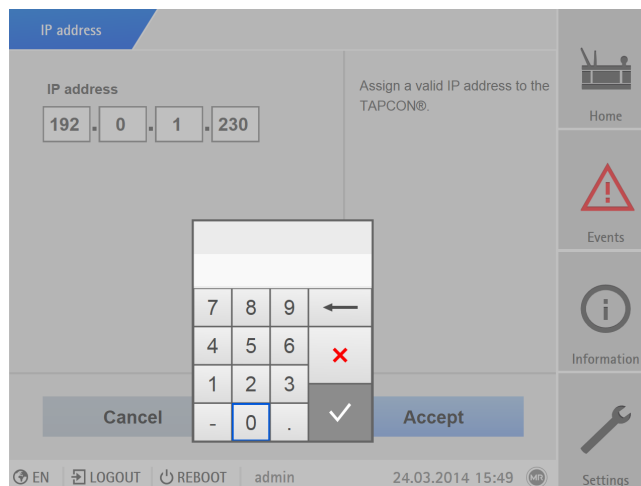 IP address
IP address
192 . 0 . 1 . 230
Assign a valid IP address to the
TAPCON®.
Home
Events
Information
Settings
7 8 9
4 5 6
1 2 3
- 0 .
Cancel
Accept
EN LOGOUT REBOOT admin 24.03.2014 15:49 MR